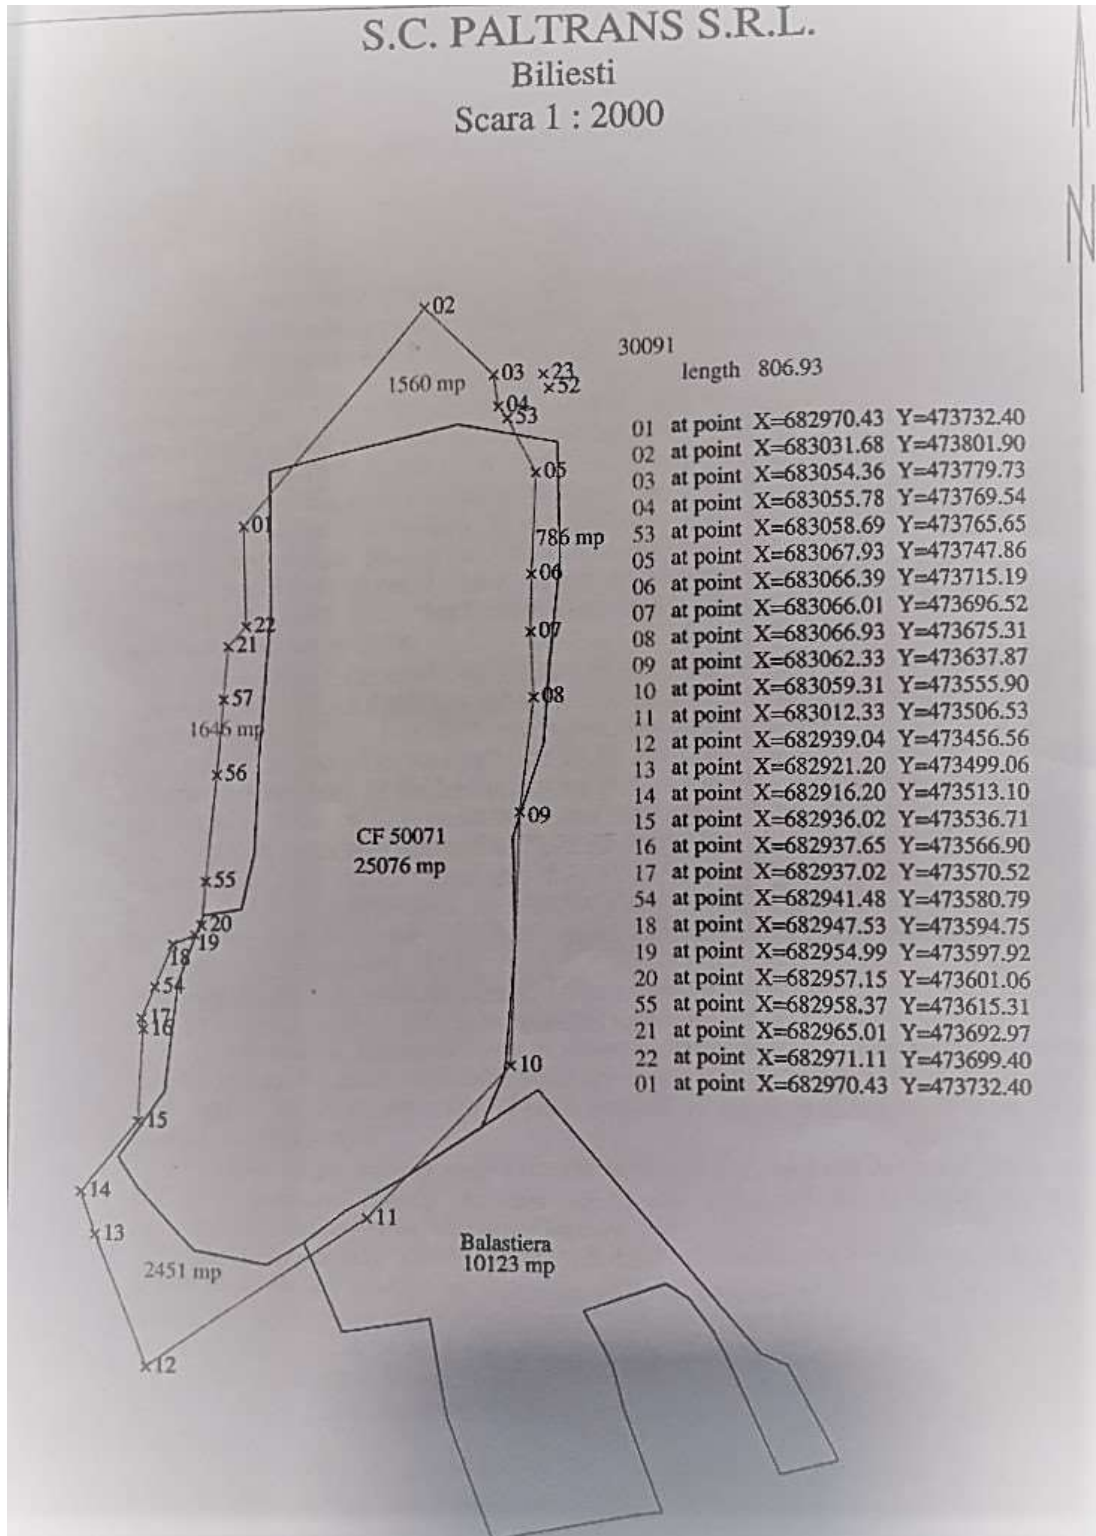 S.C. PALTRANS S.R.L.
Biliesti
Scara 1 : 2000
N
02
03
23
52
04
53
1560 mp
05
01
786 mp
06
22
21
07
57
08
1646 mp
56
09
CF 50071
25076 mp
55
20
19
18
54
17
16
10
15
14
11
13
Balastiera
10123 mp
2451 mp
12
30091
length 806.93
01 at point X=682970.43 Y=473732.40
02 at point X=683031.68 Y=473801.90
03 at point X=683054.36 Y=473779.73
04 at point X=683055.78 Y=473769.54
53 at point X=683058.69 Y=473765.65
05 at point X=683067.93 Y=473747.86
06 at point X=683066.39 Y=473715.19
07 at point X=683066.01 Y=473696.52
08 at point X=683066.93 Y=473675.31
09 at point X=683062.33 Y=473637.87
10 at point X=683059.31 Y=473555.90
11 at point X=683012.33 Y=473506.53
12 at point X=682939.04 Y=473456.56
13 at point X=682921.20 Y=473499.06
14 at point X=682916.20 Y=473513.10
15 at point X=682936.02 Y=473536.71
16 at point X=682937.65 Y=473566.90
17 at point X=682937.02 Y=473570.52
54 at point X=682941.48 Y=473580.79
18 at point X=682947.53 Y=473594.75
19 at point X=682954.99 Y=473597.92
20 at point X=682957.15 Y=473601.06
55 at point X=682958.37 Y=473615.31
21 at point X=682965.01 Y=473692.97
22 at point X=682971.11 Y=473699.40
01 at point X=682970.43 Y=473732.40